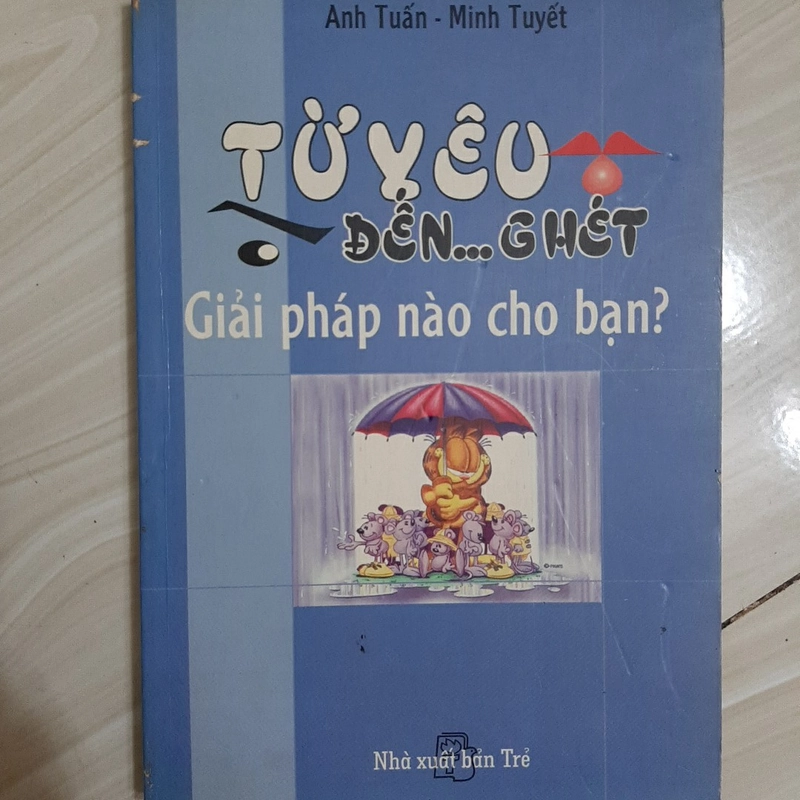 Anh Tuấn - Minh Tuyết
TỪ YÊU
ĐẾN... GHÉT
Giải pháp nào cho bạn?
Nhà xuất bản Trẻ